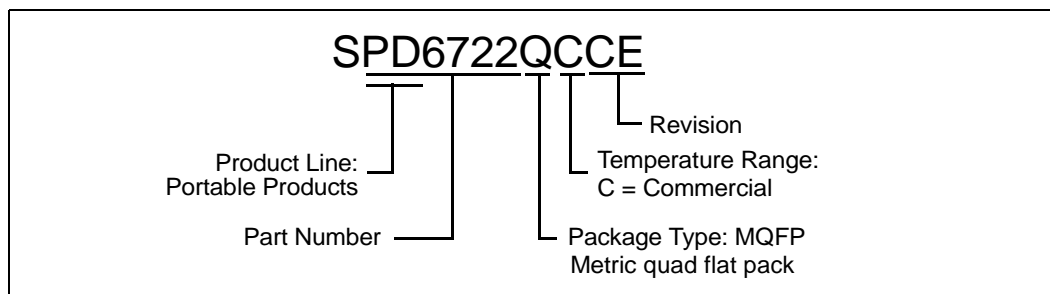 SPD6722QCCE
Revision
Product Line:
Portable Products
Temperature Range:
C = Commercial
Part Number
Package Type: MQFP
Metric quad flat pack